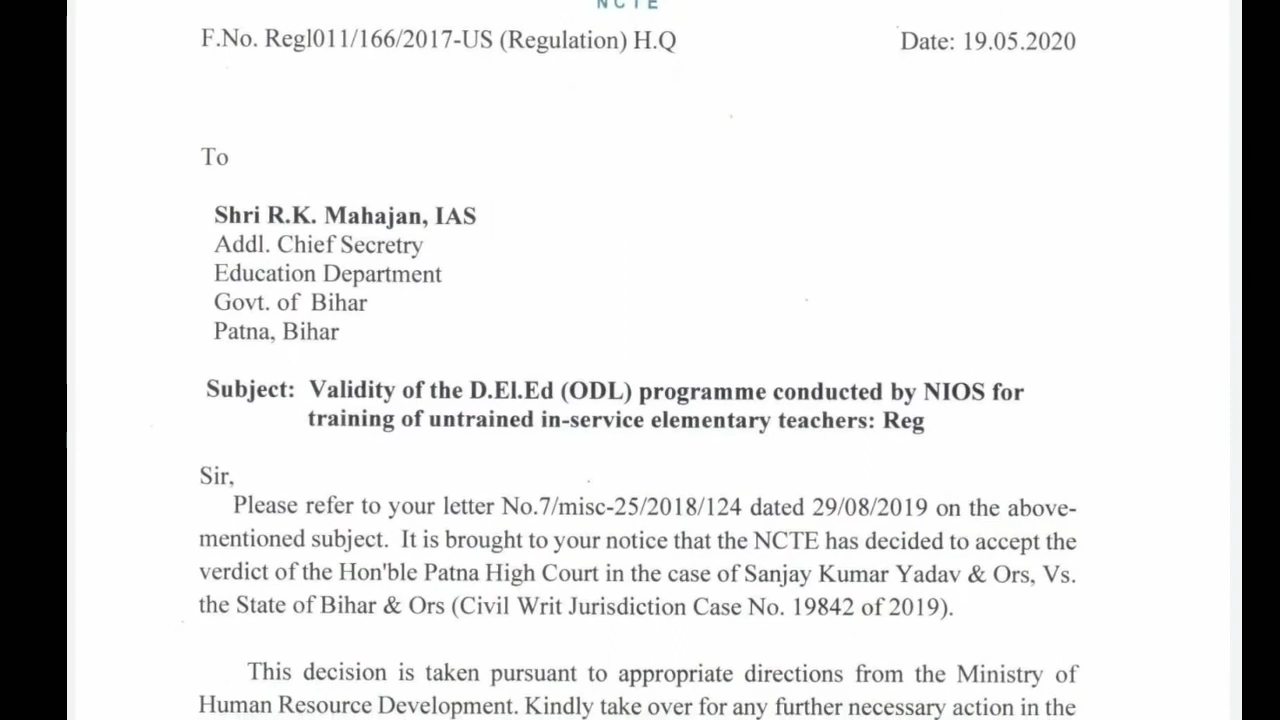 NCTE
F.No. Regl011/166/2017-US (Regulation) H.Q Date: 19.05.2020
To
Shri R.K. Mahajan, IAS
Addl. Chief Secretry
Education Department
Govt. of Bihar
Patna, Bihar
Subject: Validity of the D.El.Ed (ODL) programme conducted by NIOS for
training of untrained in-service elementary teachers: Reg
Sir,
Please refer to your letter No.7/misc-25/2018/124 dated 29/08/2019 on the above-
mentioned subject. It is brought to your notice that the NCTE has decided to accept the
verdict of the Hon'ble Patna High Court in the case of Sanjay Kumar Yadav & Ors, Vs.
the State of Bihar & Ors (Civil Writ Jurisdiction Case No. 19842 of 2019).
This decision is taken pursuant to appropriate directions from the Ministry of
Human Resource Development. Kindly take over for any further necessary action in the